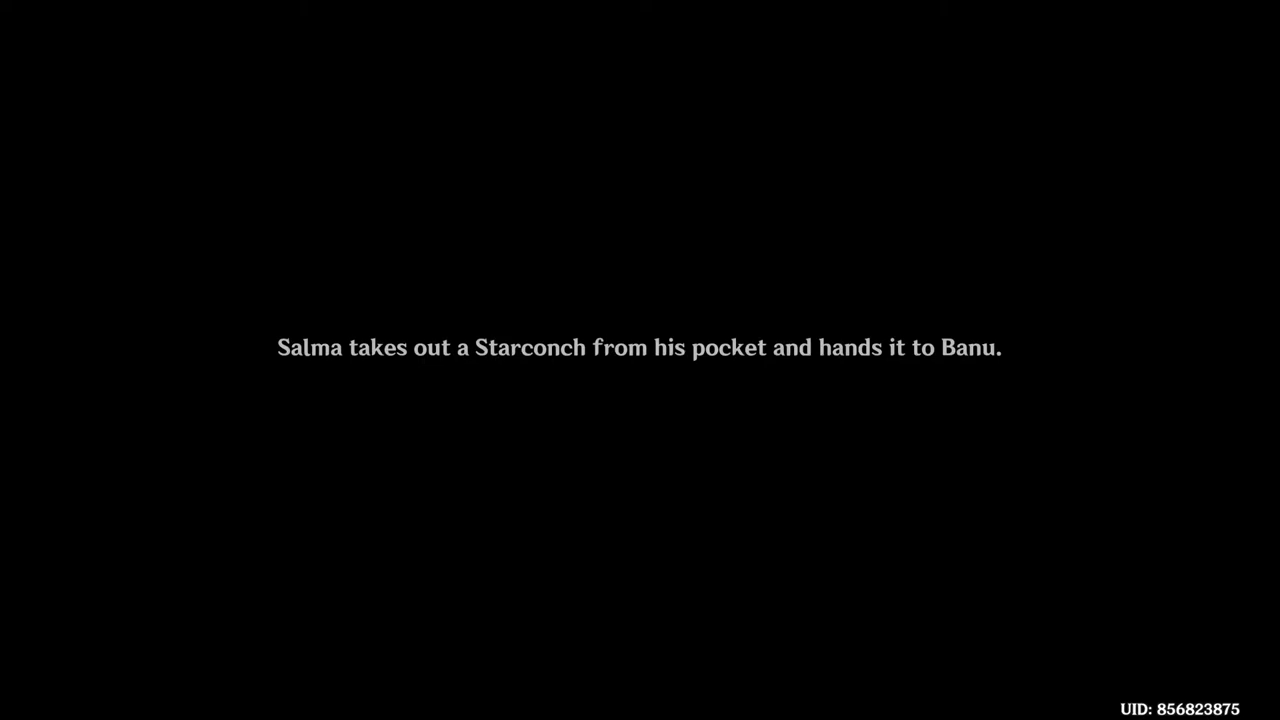 Salma takes out a Starconch from his pocket and hands it to Banu.
UID: 856823875